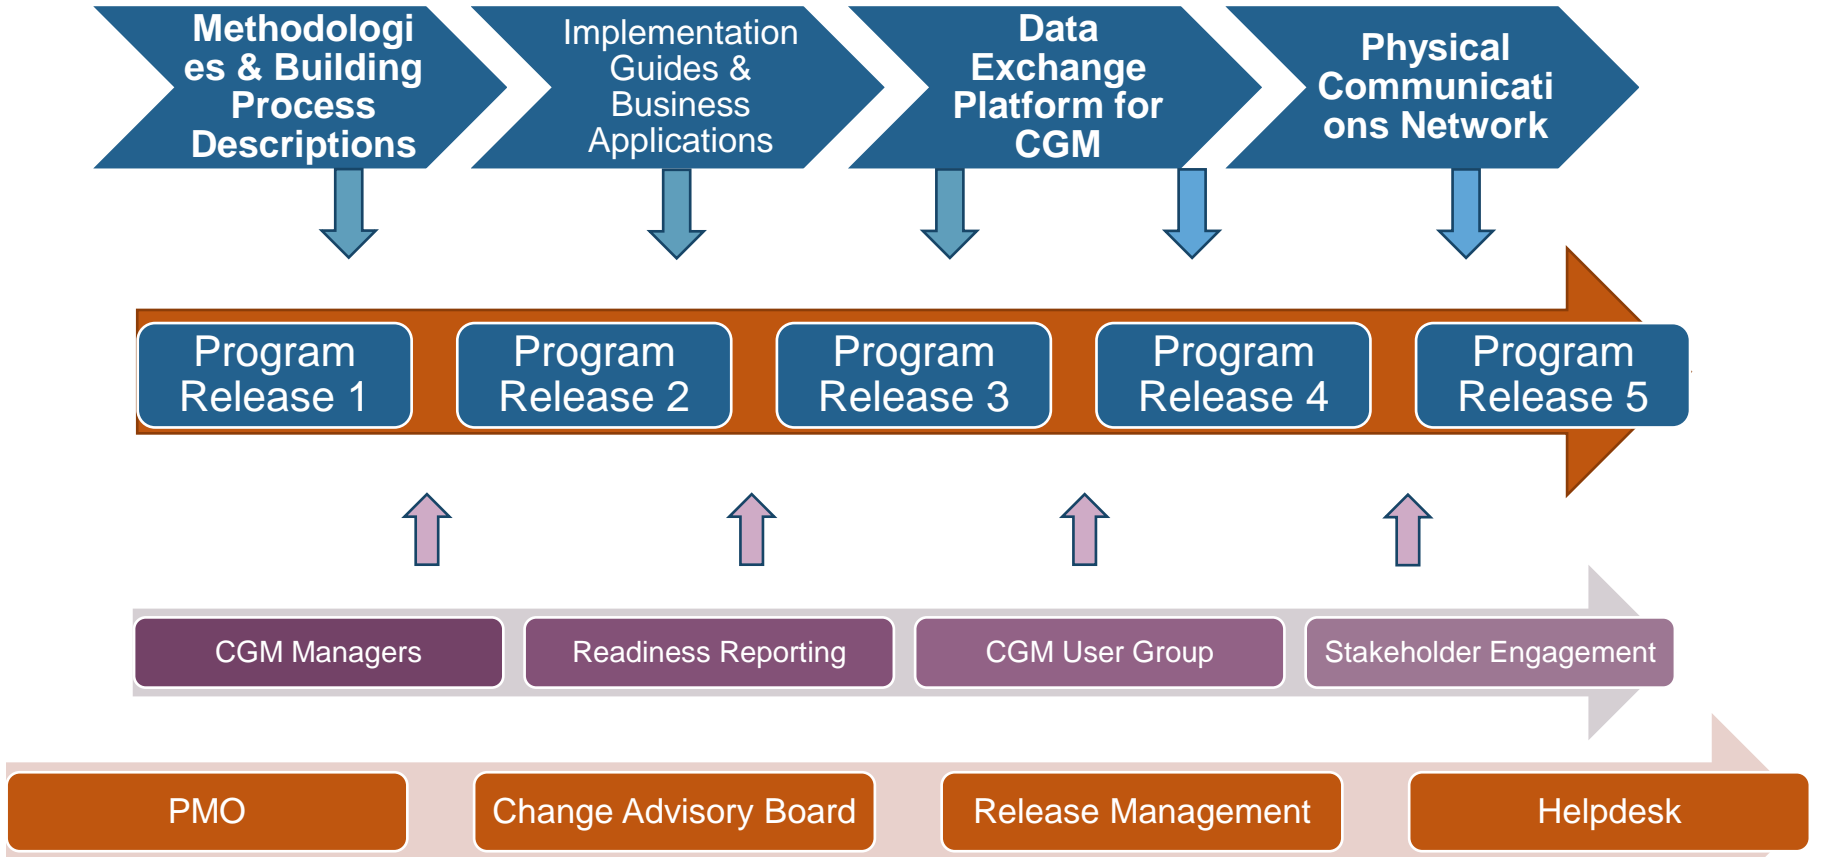 Methodologi
es & Building
Process
Descriptions
Implementation
Guides &
Business
Applications
Data
Exchange
Platform for
CGM
Physical
Communicati
ons Network
Program
Release 1
Program
Release 2
Program
Release 3
Program
Release 4
Program
Release 5
CGM Managers
Readiness Reporting
CGM User Group
Stakeholder Engagement
PMO
Change Advisory Board
Release Management
Helpdesk